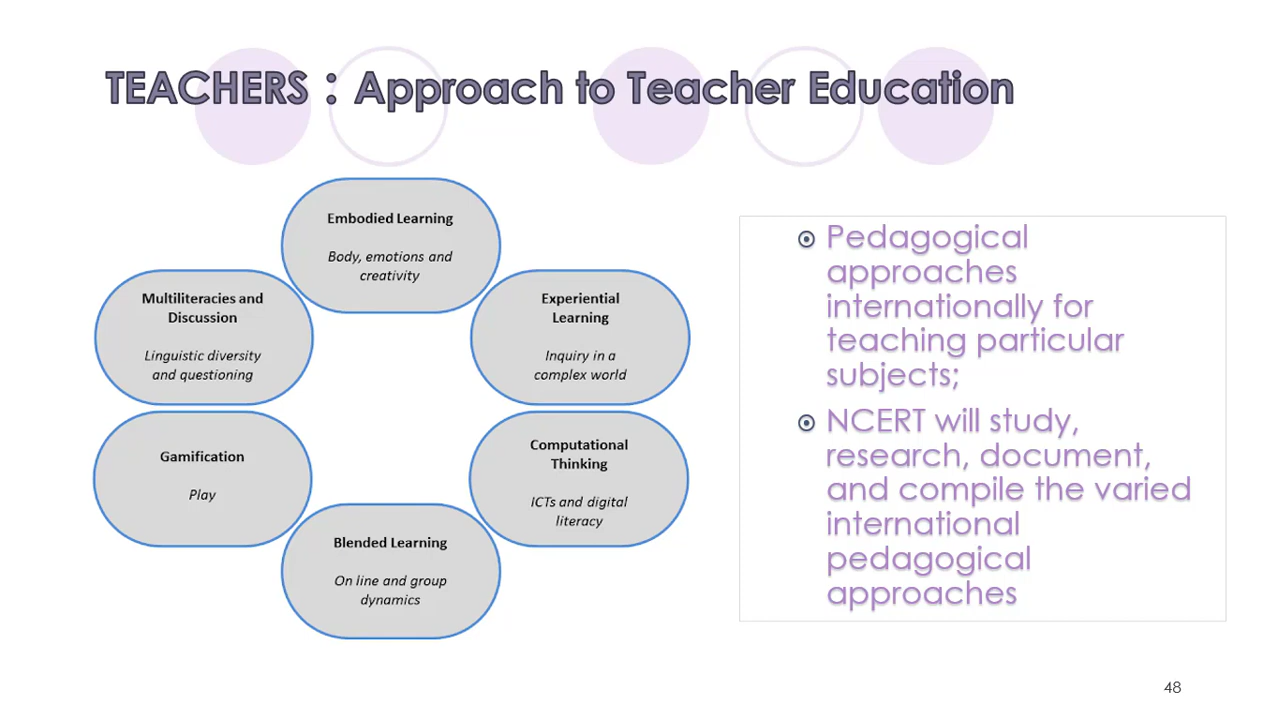 TEACHERS : Approach to Teacher Education
Embodied Learning
Body, emotions and
creativity
Multiliteracies and
Discussion
Linguistic diversity
and questioning
Experiential
Learning
Inquiry in a
complex world
Gamification
Play
Computational
Thinking
ICTs and digital
literacy
Blended Learning
On line and group
dynamics
Pedagogical
approaches
internationally for
teaching particular
subjects;
NCERT will study,
research, document,
and compile the varied
international
pedagogical
approaches
48